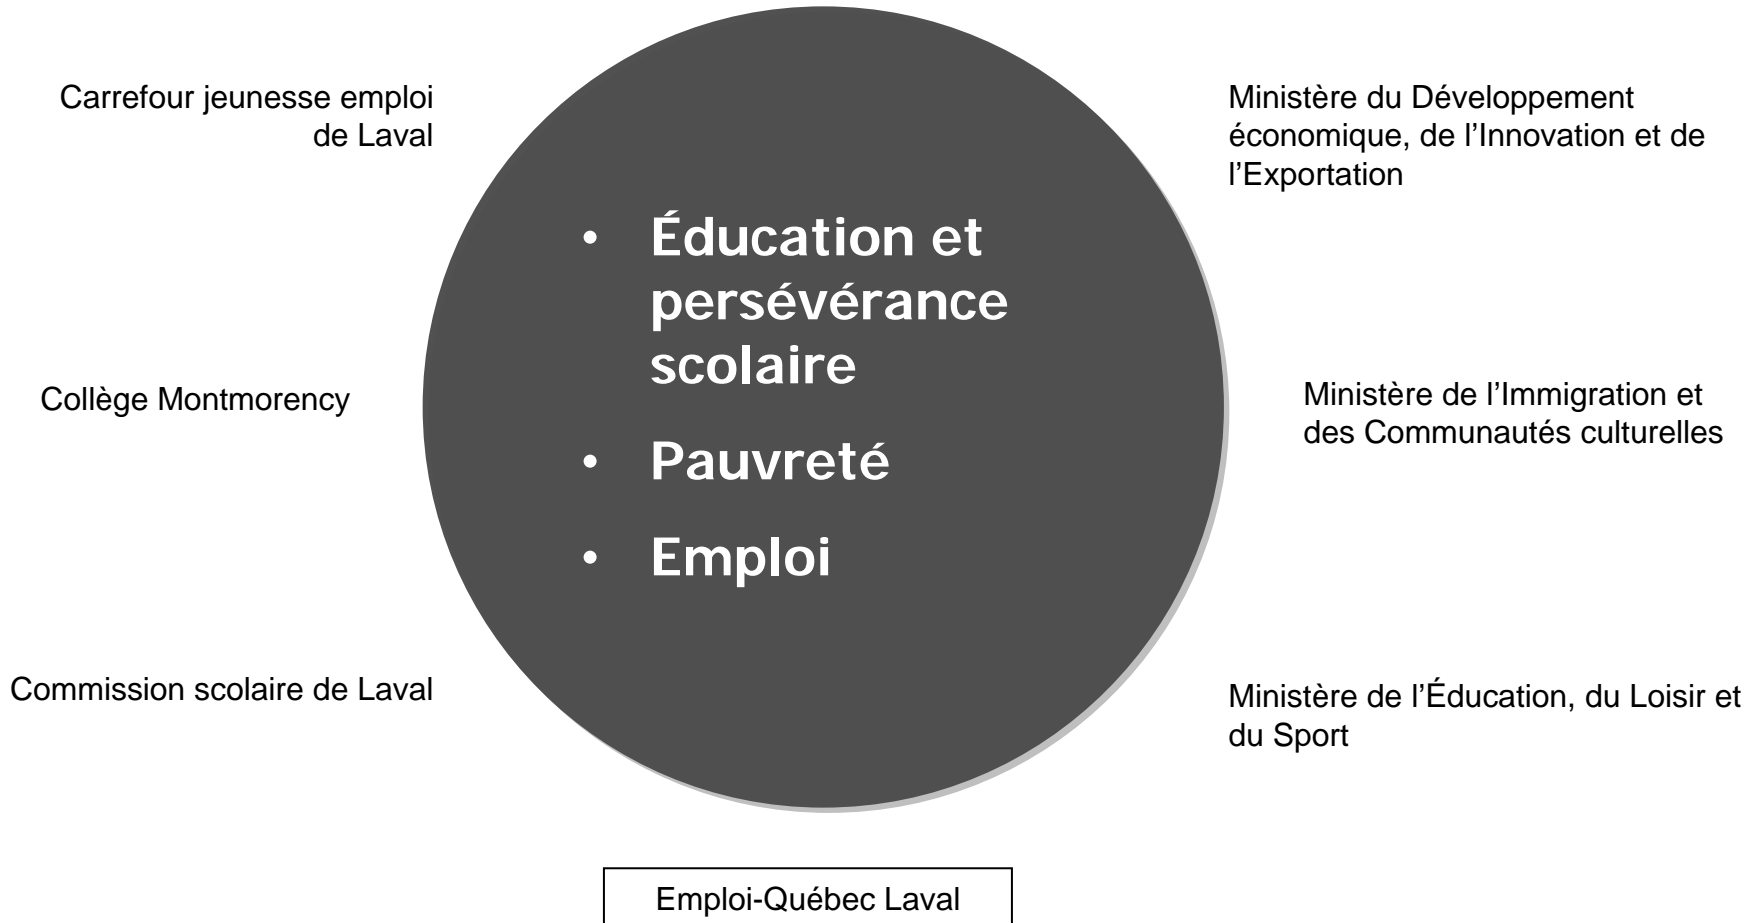 Carrefour jeunesse emploi
de Laval
Ministère du Développement
économique, de l’Innovation et de
l’Exportation
• Éducation et
persévérance
scolaire
Collège Montmorency
Ministère de l’Immigration et
des Communautés culturelles
• Pauvreté
• Emploi
Commission scolaire de Laval
Ministère de l’Éducation, du Loisir et
du Sport
Emploi-Québec Laval